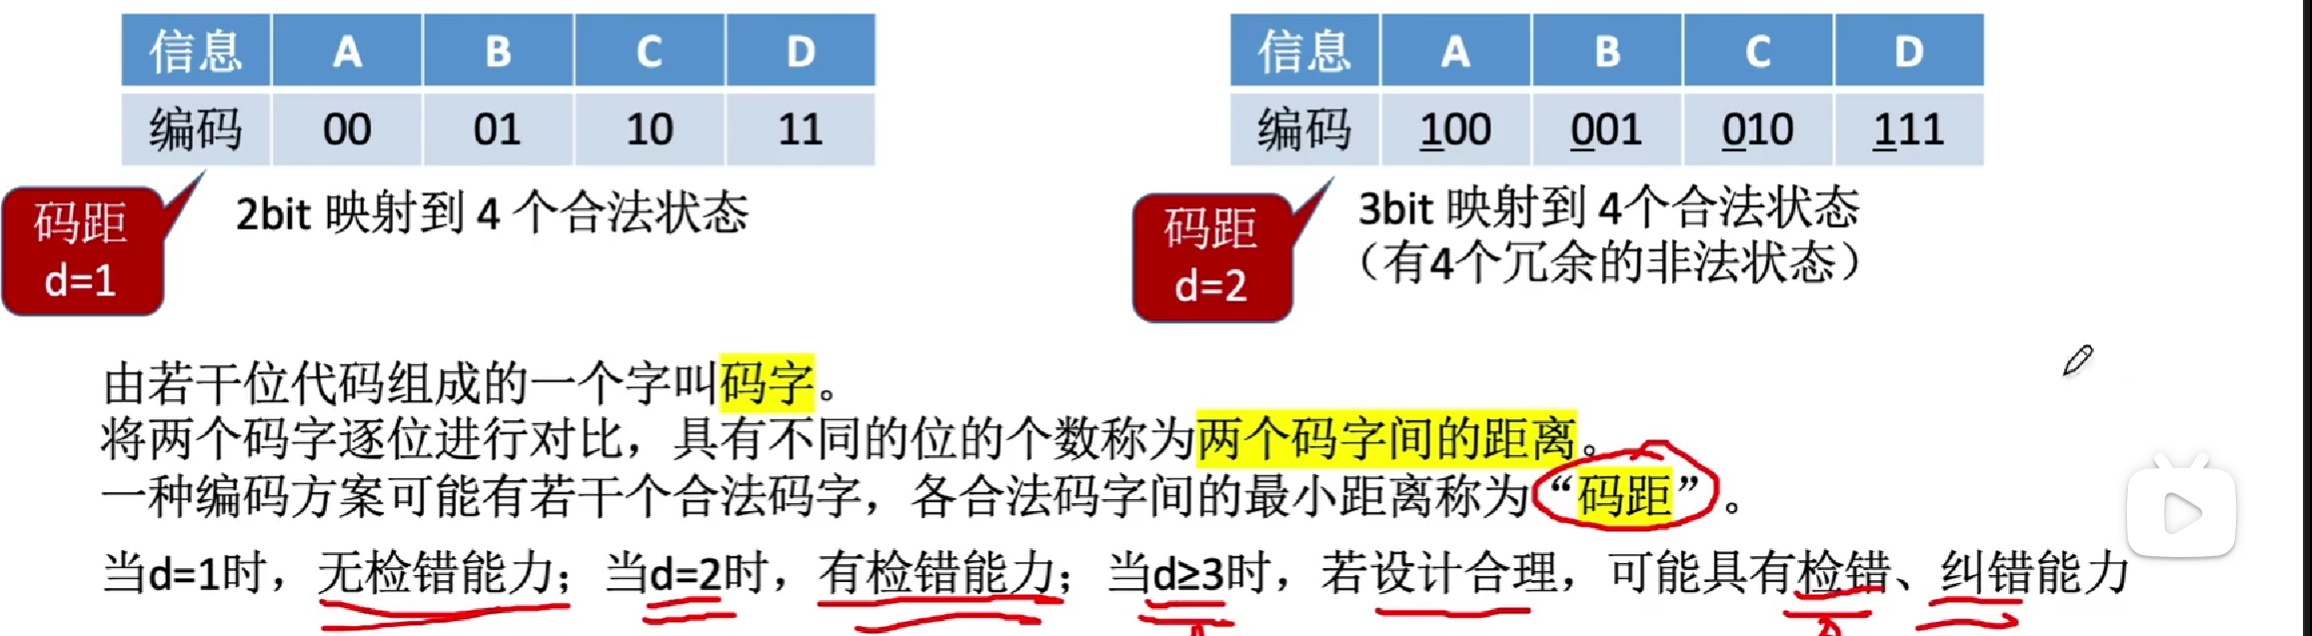 信息 A B C D
编码 00 01 10 11
码距
d=1
2bit 映射到 4 个合法状态
信息 A B C D
编码 100 001 010 111
码距
d=2
3bit 映射到 4个合法状态
（有4个冗余的非法状态）
由若干位代码组成的一个字叫码字。
将两个码字逐位进行对比，具有不同的位的个数称为两个码字间的距离。
一种编码方案可能有若干个合法码字，各合法码字间的最小距离称为“码距”。
当d=1时，无检错能力；当d=2时，有检错能力；当d≥3时，若设计合理，可能具有检错、纠错能力